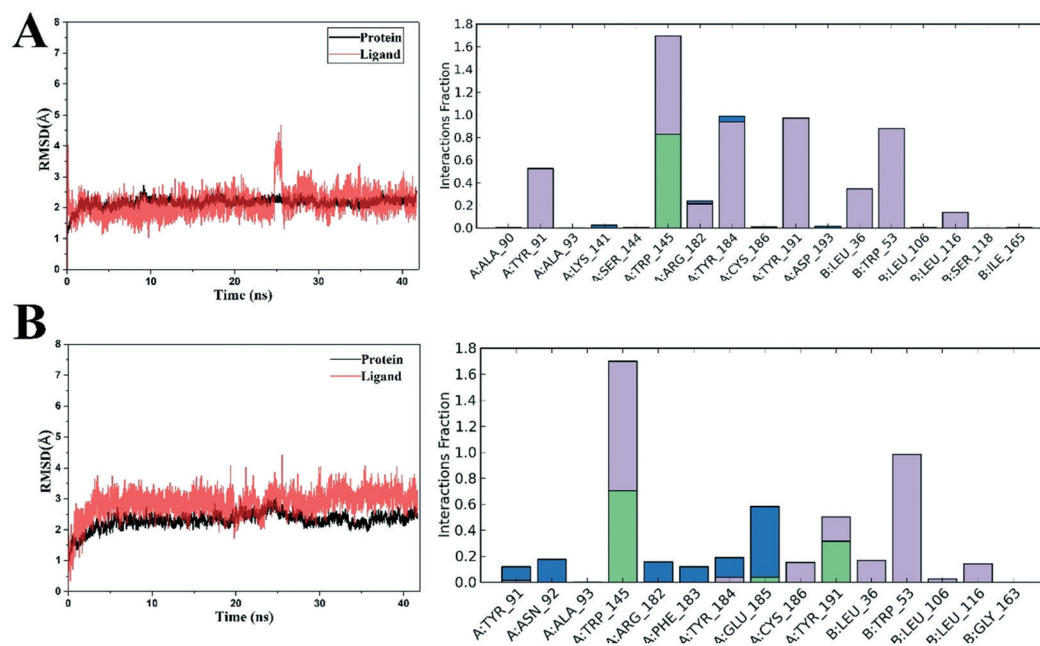 A
8
7
6
5
4
3
2
1
0
RMSD(Å)
Protein
Ligand
0 10 20 30 40
Time (ns)
1.8
1.6
1.4
1.2
1.0
0.8
0.6
0.4
0.2
0.0
Interactions Fraction
A:ALA_90
A:TYR_91
A:ALA_93
A:LYS_141
A:SER_144
A:TRP_145
A:ARG_182
A:TYR_184
A:CYS_186
A:TYR_191
A:ASP_193
B:LEU_36
B:TRP_53
B:LEU_106
B:LEU_116
B:SER_118
B:ILE_165
B
8
7
6
5
4
3
2
1
0
RMSD(Å)
Protein
Ligand
0 10 20 30 40
Time (ns)
1.8
1.6
1.4
1.2
1.0
0.8
0.6
0.4
0.2
0.0
Interactions Fraction
A:TYR_91
A:ASN_92
A:ALA_93
A:TRP_145
A:ARG_182
A:PHE_183
A:TYR_184
A:GLU_185
A:CYS_186
A:TYR_191
B:LEU_36
B:TRP_53
B:LEU_106
B:LEU_116
B:GLY_163